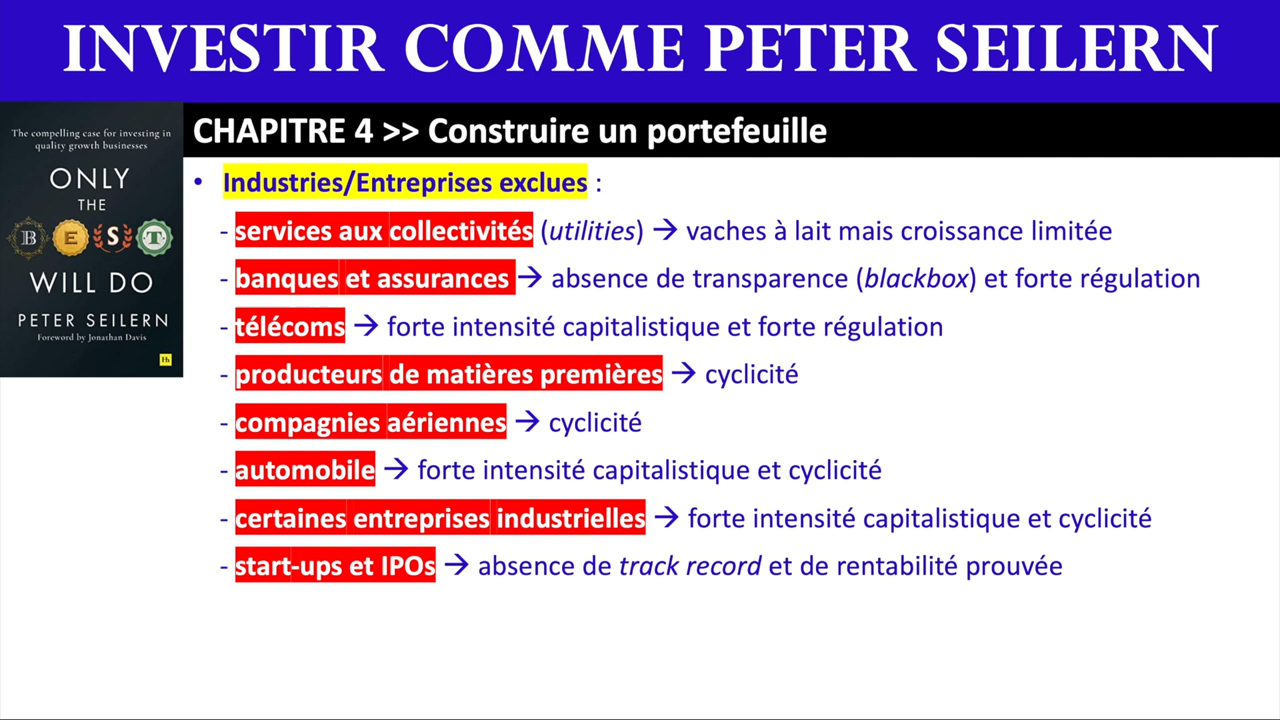 INVESTIR COMME PETER SEILERN
The compelling case for investing in
quality growth businesses
ONLY
THE
BEST
WILL DO
PETER SEILERN
Foreword by Jonathan Davis
Hh
CHAPITRE 4 >> Construire un portefeuille
• Industries/Entreprises exclues :
- services aux collectivités (utilities) → vaches à lait mais croissance limitée
- banques et assurances → absence de transparence (blackbox) et forte régulation
- télécoms → forte intensité capitalistique et forte régulation
- producteurs de matières premières → cyclicité
- compagnies aériennes → cyclicité
- automobile → forte intensité capitalistique et cyclicité
- certaines entreprises industrielles → forte intensité capitalistique et cyclicité
- start-ups et IPOs → absence de track record et de rentabilité prouvée